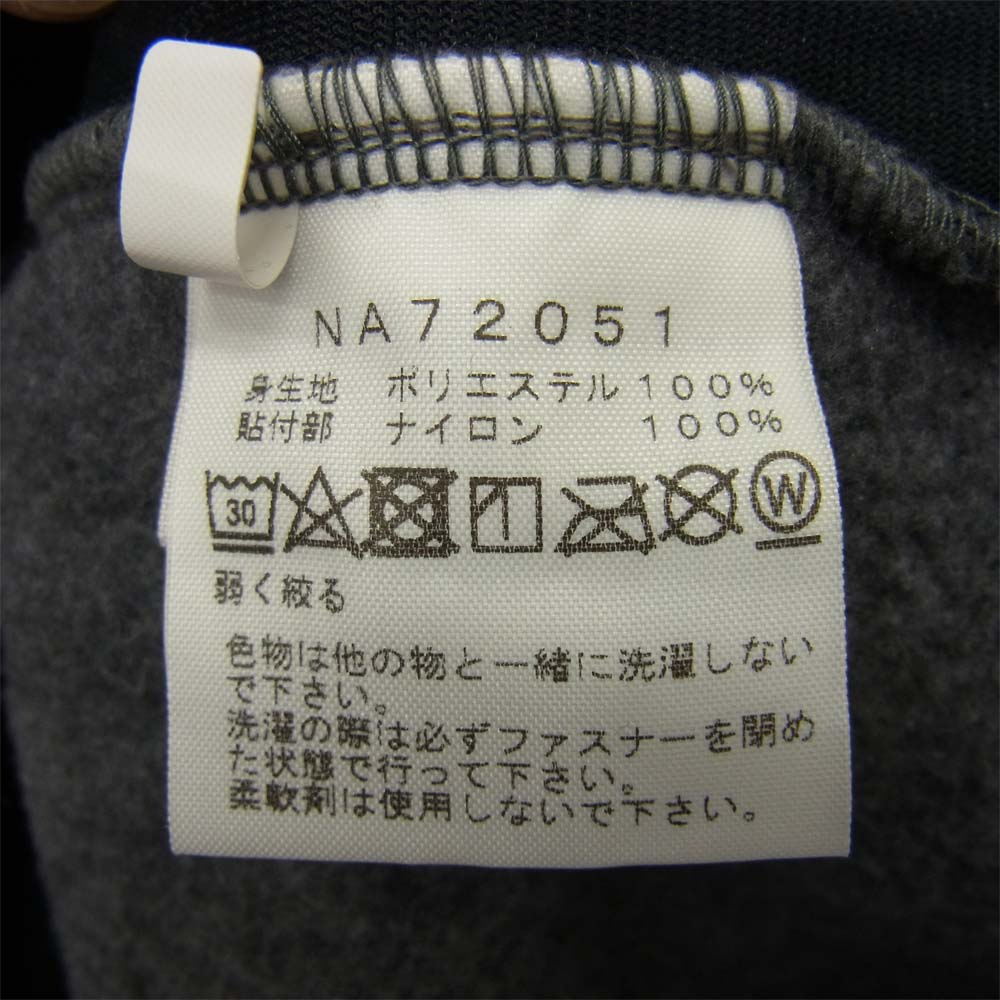 NA72051
身生地 ポリエステル 100%
貼付部 ナイロン 100%
30 W
弱く絞る
色物は他の物と一緒に洗濯しない
で下さい。
洗濯の際は必ずファスナーを閉め
た状態で行って下さい。
柔軟剤は使用しないで下さい。